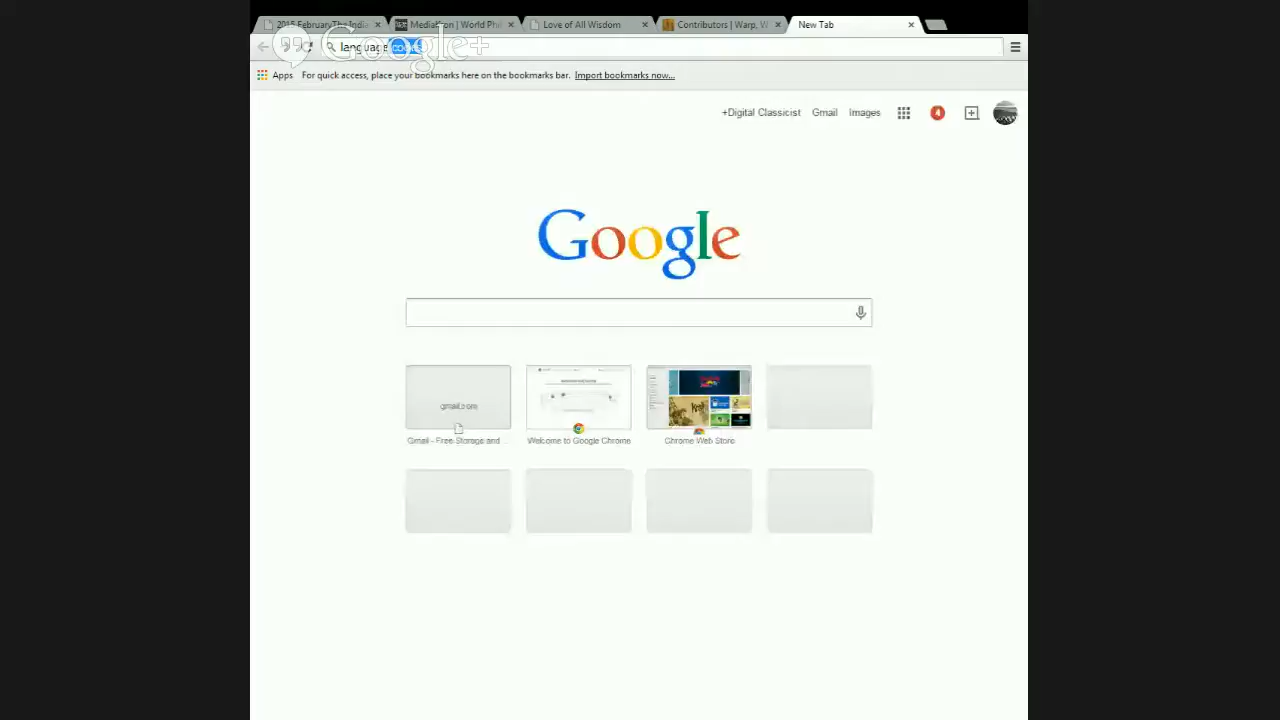 2015 February The India
MediaKron | World Phi
Love of All Wisdom
Contributors | Warp, W
New Tab
Google+
language
Apps For quick access, place your bookmarks here on the bookmarks bar. Import bookmarks now...
+Digital Classicist Gmail Images 4
Google
gmail.com
Gmail - Free Storage and ... Welcome to Google Chrome Chrome Web Store